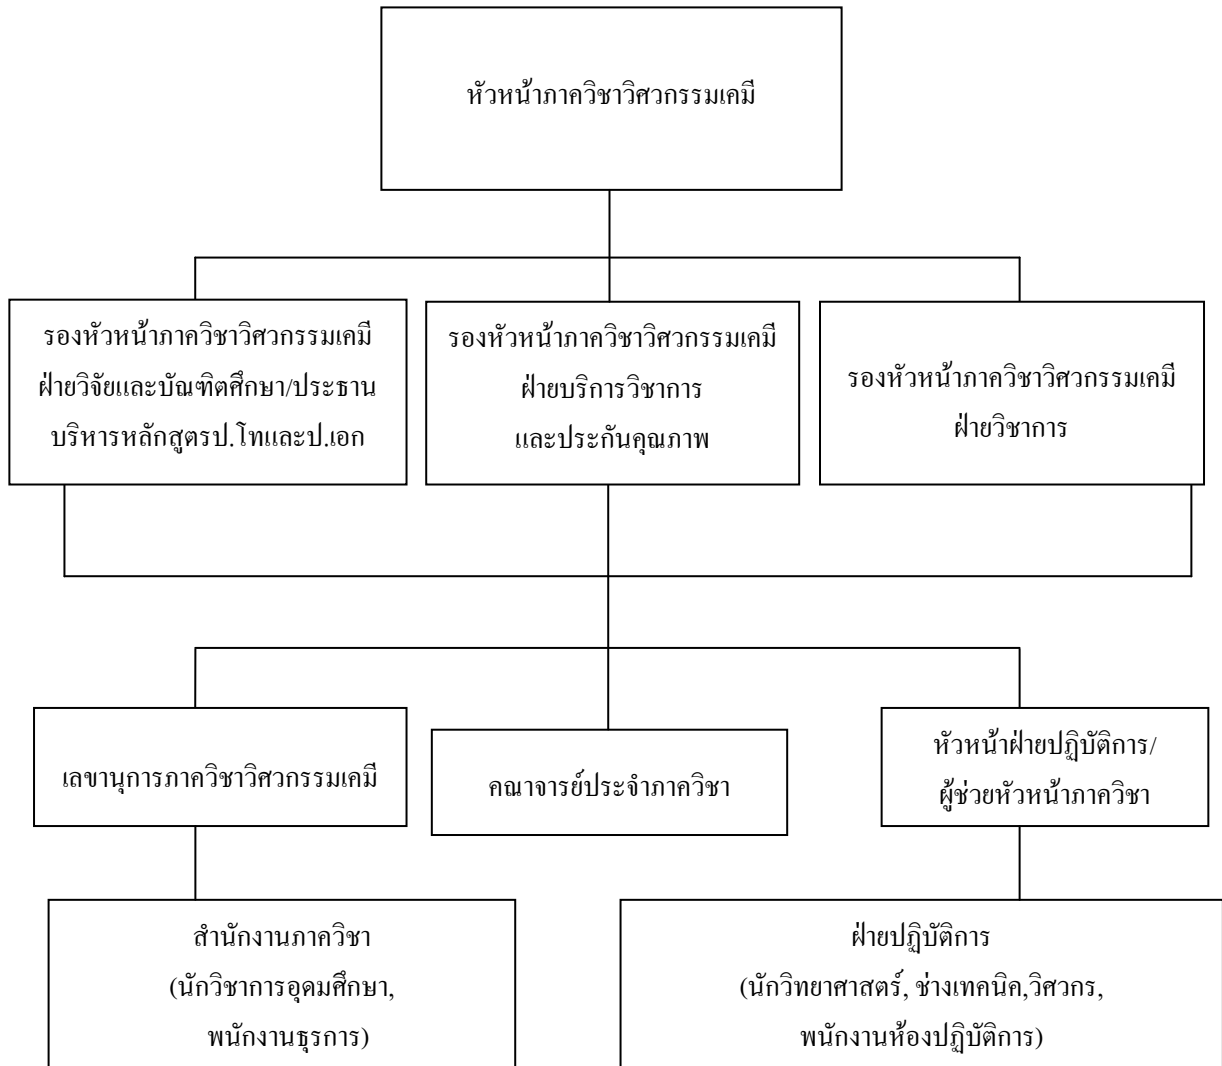 หัวหน้าภาควิชาวิศวกรรมเคมี
รองหัวหน้าภาควิชาวิศวกรรมเคมี
ฝ่ายวิจัยและบัณฑิตศึกษา/ประธาน
บริหารหลักสูตรป.โทและป.เอก
รองหัวหน้าภาควิชาวิศวกรรมเคมี
ฝ่ายบริการวิชาการ
และประกันคุณภาพ
รองหัวหน้าภาควิชาวิศวกรรมเคมี
ฝ่ายวิชาการ
เลขานุการภาควิชาวิศวกรรมเคมี
คณาจารย์ประจำภาควิชา
หัวหน้าฝ่ายปฏิบัติการ/
ผู้ช่วยหัวหน้าภาควิชา
สำนักงานภาควิชา
(นักวิชาการอุดมศึกษา,
พนักงานธุรการ)
ฝ่ายปฏิบัติการ
(นักวิทยาศาสตร์, ช่างเทคนิค,วิศวกร,
พนักงานห้องปฏิบัติการ)